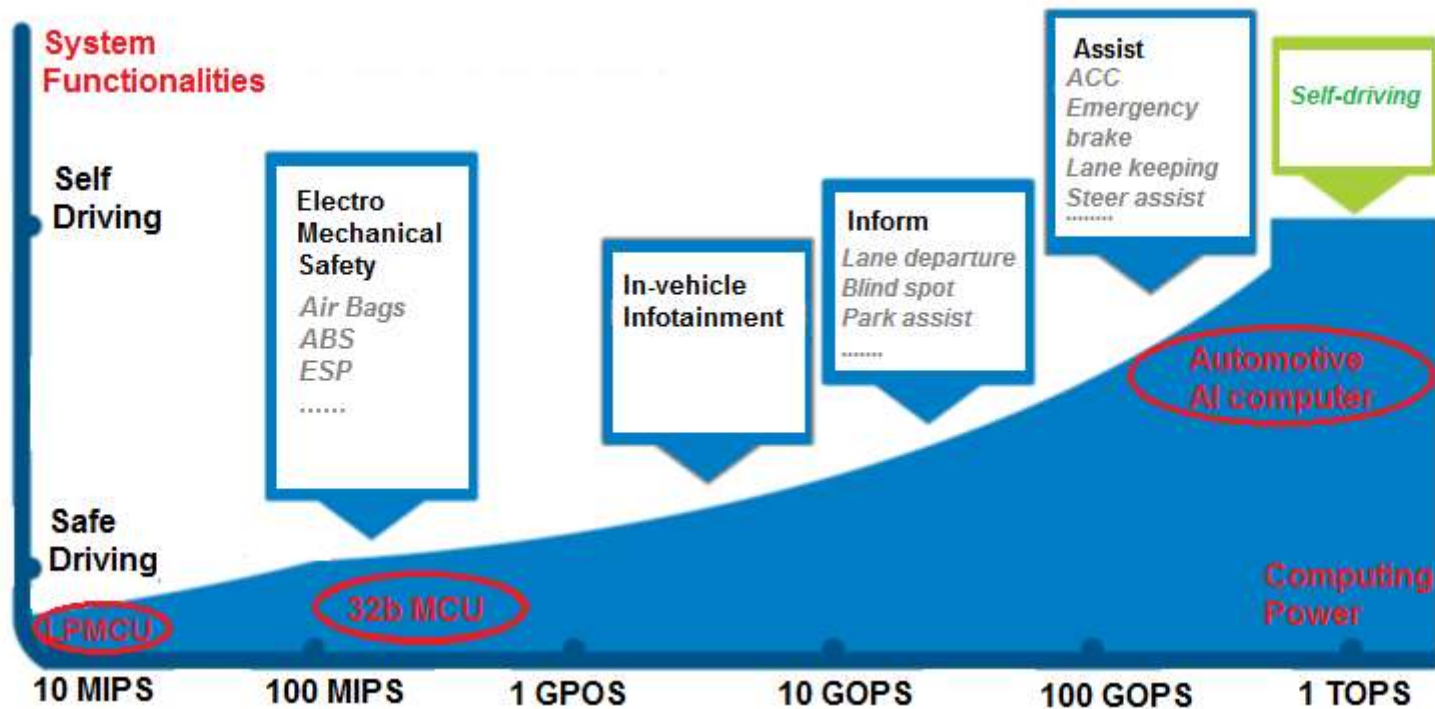 System
Functionalities
Self
Driving
Safe
Driving
Electro
Mechanical
Safety
Air Bags
ABS
ESP
......
In-vehicle
Infotainment
Inform
Lane departure
Blind spot
Park assist
.......
Assist
ACC
Emergency
brake
Lane keeping
Steer assist
........
Self-driving
LPMCU
32b MCU
Automotive
AI computer
Computing
Power
10 MIPS
100 MIPS
1 GPOS
10 GOPS
100 GOPS
1 TOPS